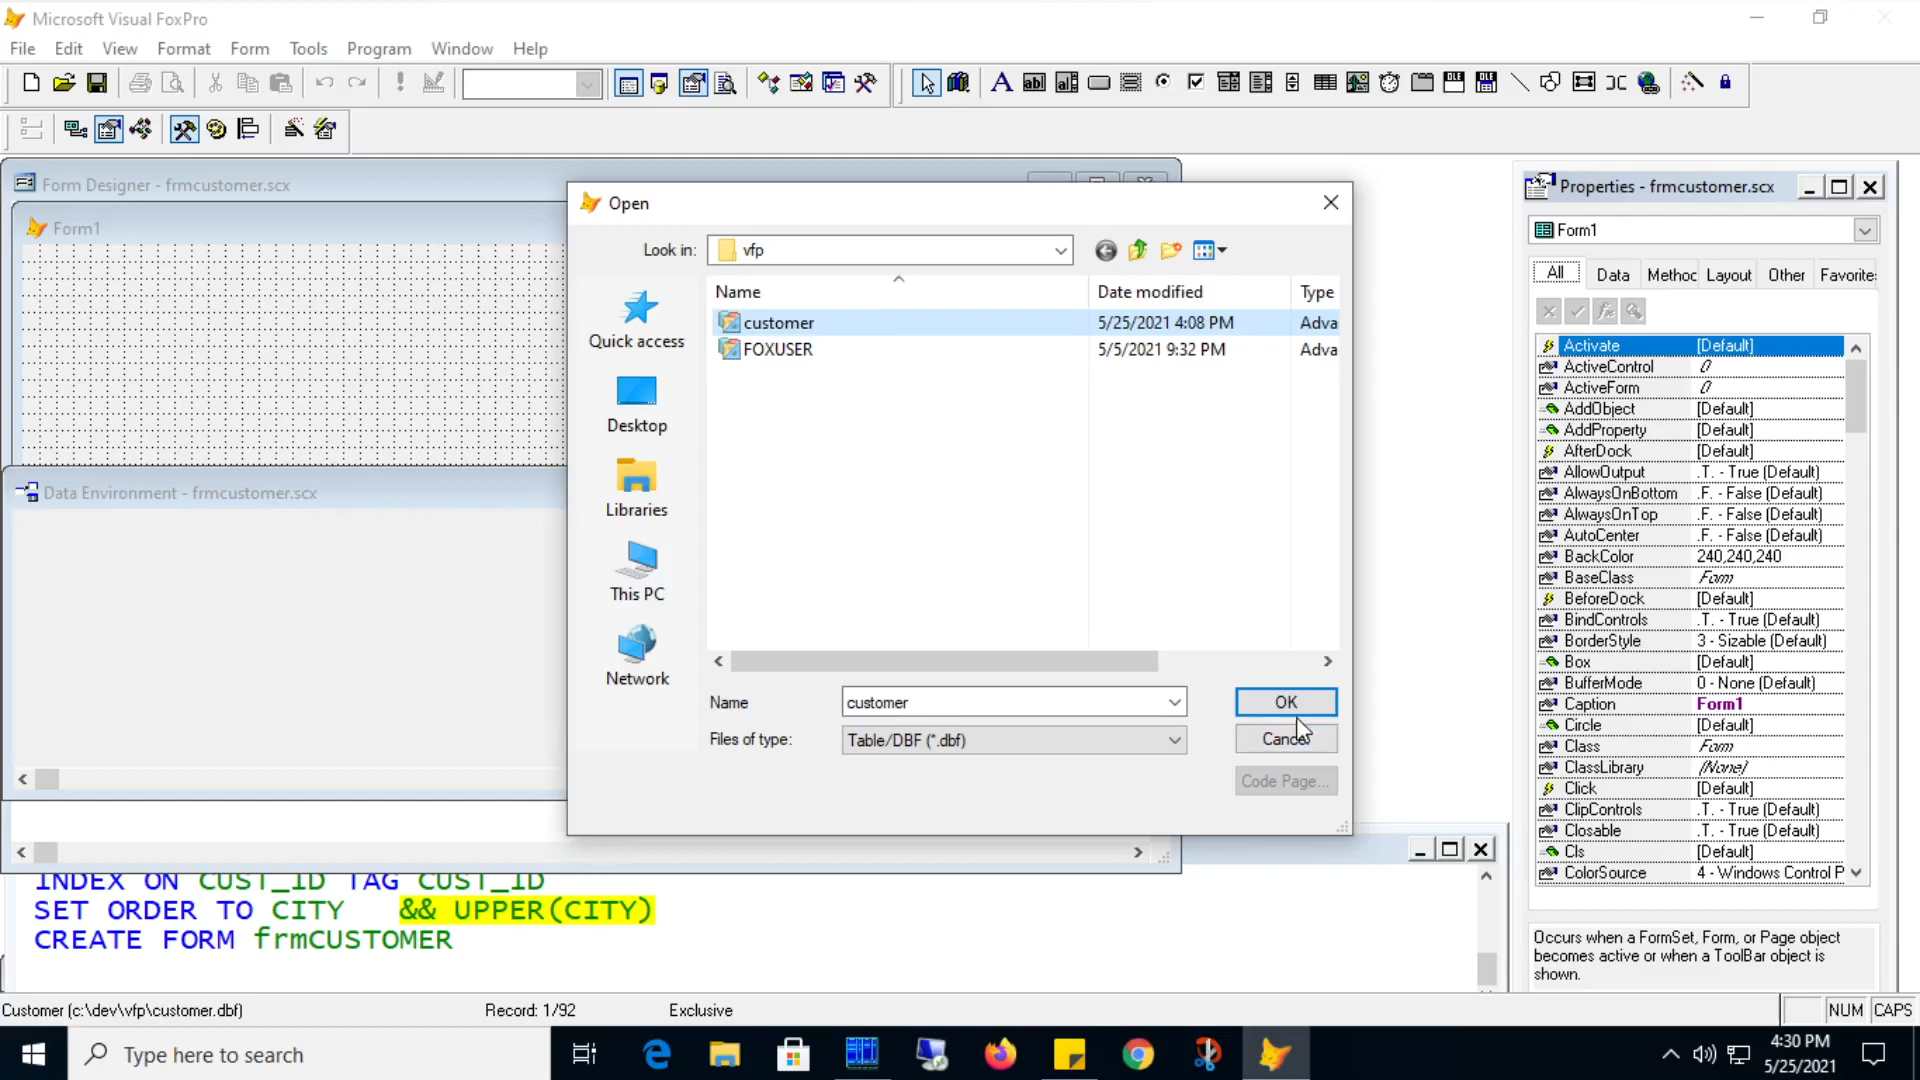 Microsoft Visual FoxPro
File Edit View Format Form Tools Program Window Help
Form Designer - frmcustomer.scx
Form1
Data Environment - frmcustomer.scx
Open
Look in: vfp
Name Date modified Type
customer 5/25/2021 4:08 PM Adva
FOXUSER 5/5/2021 9:32 PM Adva
Quick access
Desktop
Libraries
This PC
Network
Name customer OK
Files of type: Table/DBF (*.dbf) Cancel
Code Page...
Properties - frmcustomer.scx
Form1
All Data Method Layout Other Favorite:
Activate [Default]
ActiveControl 0
ActiveForm 0
AddObject [Default]
AddProperty [Default]
AfterDock [Default]
AllowOutput .T. - True (Default)
AlwaysOnBottom .F. - False (Default)
AlwaysOnTop .F. - False (Default)
AutoCenter .F. - False (Default)
BackColor 240,240,240
BaseClass Form
BeforeDock [Default]
BindControls .T. - True (Default)
BorderStyle 3 - Sizable (Default)
Box [Default]
BufferMode 0 - None (Default)
Caption Form1
Circle [Default]
Class Form
ClassLibrary (None)
Click [Default]
ClipControls .T. - True (Default)
Closable .T. - True (Default)
Cls [Default]
ColorSource 4 - Windows Control P
Occurs when a FormSet, Form, or Page object
becomes active or when a ToolBar object is
shown.
INDEX ON CUST_ID TAG CUST_ID
SET ORDER TO CITY && UPPER(CITY)
CREATE FORM frmCUSTOMER
Customer (c:\dev\vfp\customer.dbf) Record: 1/92 Exclusive NUM CAPS
Type here to search
4:30 PM
5/25/2021